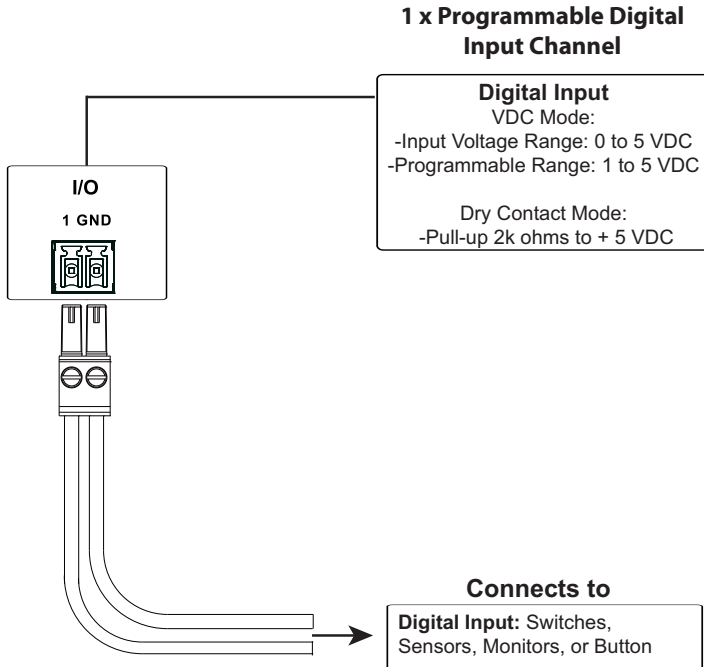 1 x Programmable Digital
Input Channel
Digital Input
VDC Mode:
-Input Voltage Range: 0 to 5 VDC
-Programmable Range: 1 to 5 VDC
Dry Contact Mode:
-Pull-up 2k ohms to + 5 VDC
I/O
1 GND
Connects to
Digital Input: Switches,
Sensors, Monitors, or Button